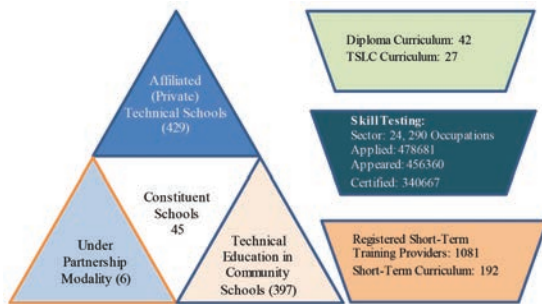 Affiliated
(Private)
Technical Schools
(429)
Constituent
Schools
45
Under
Partnership
Modality (6)
Technical
Education in
Community
Schools (397)
Diploma Curriculum: 42
TSLC Curriculum: 27
Skill Testing:
Sector: 24, 290 Occupations
Applied: 478681
Appeared: 456360
Certified: 340667
Registered Short-Term
Training Providers: 1081
Short-Term Curriculum: 192